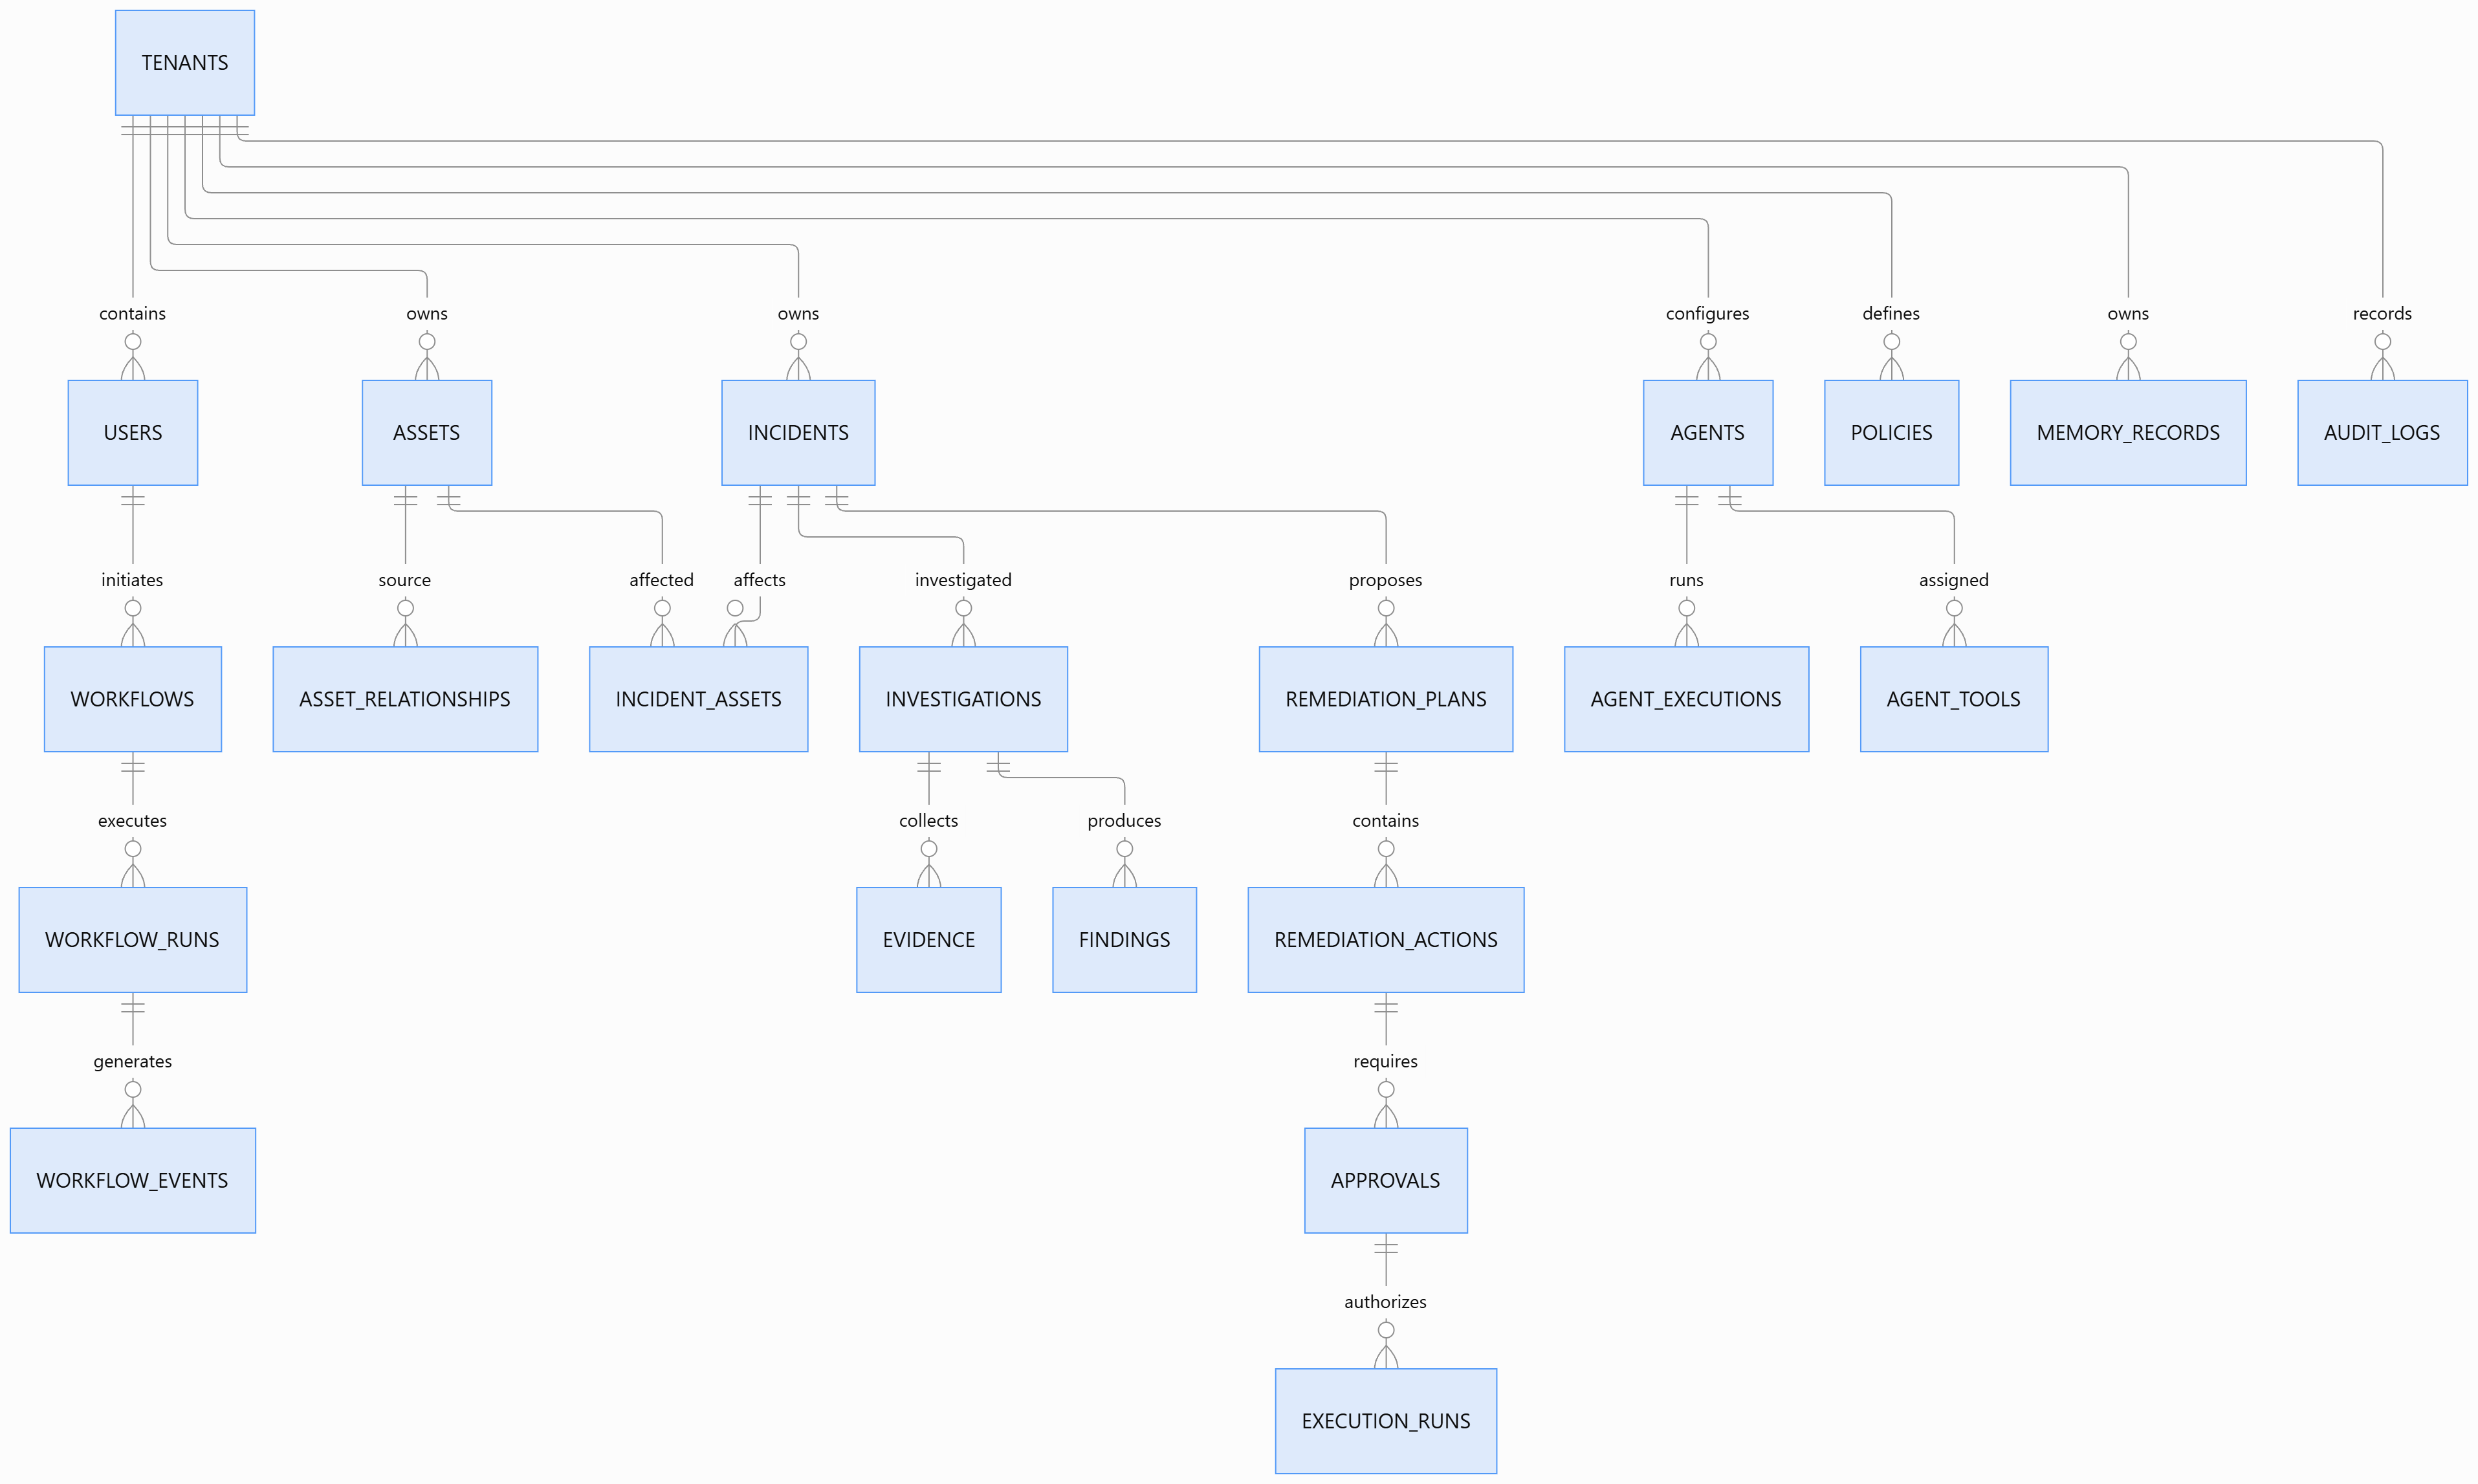 TENANTS
contains
owns
owns
configures
defines
owns
records
USERS
ASSETS
INCIDENTS
AGENTS
POLICIES
MEMORY_RECORDS
AUDIT_LOGS
initiates
source
affected
affects
investigated
proposes
runs
assigned
WORKFLOWS
ASSET_RELATIONSHIPS
INCIDENT_ASSETS
INVESTIGATIONS
REMEDIATION_PLANS
AGENT_EXECUTIONS
AGENT_TOOLS
executes
collects
produces
contains
WORKFLOW_RUNS
EVIDENCE
FINDINGS
REMEDIATION_ACTIONS
generates
requires
WORKFLOW_EVENTS
APPROVALS
authorizes
EXECUTION_RUNS